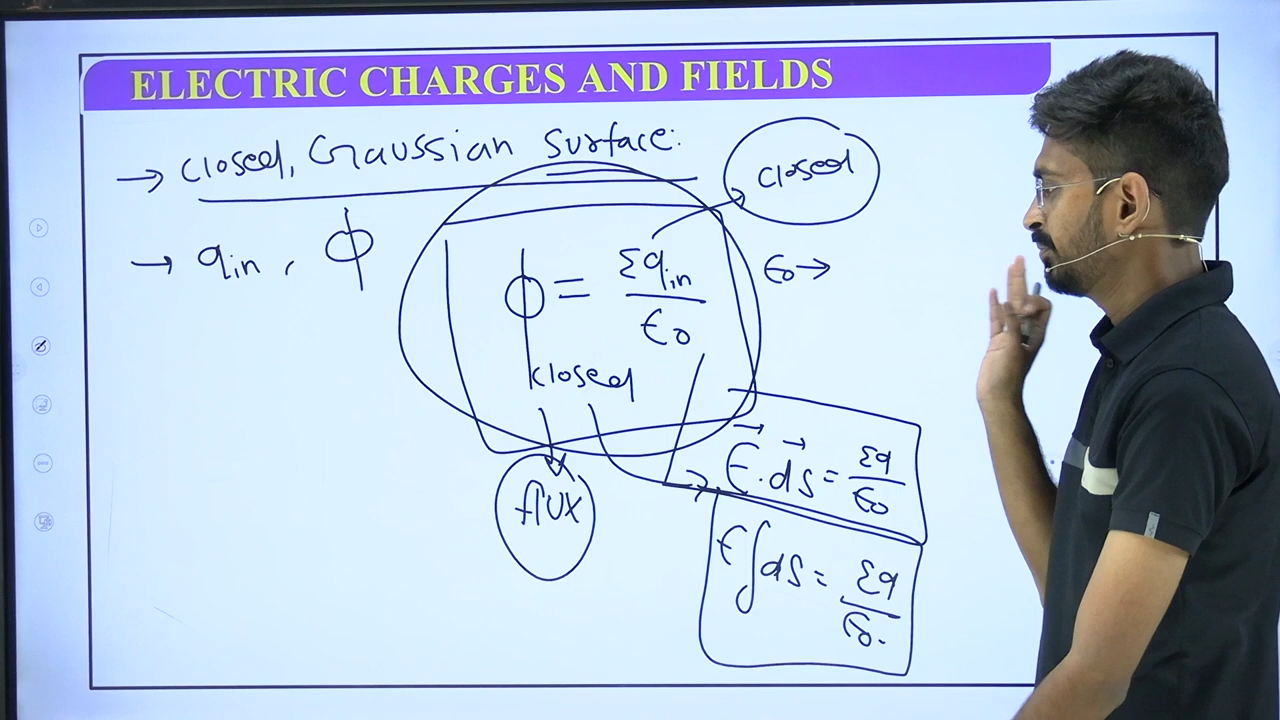 ELECTRIC CHARGES AND FIELDS
→ Closed, Gaussian Surface:
closed
→ qin, ϕ
ϕ = Σqin/ϵ0
ϵ0→
closed
flux
E⃗.ds⃗ = Σq/ϵ0
E∫ds = Σq/ϵ0.